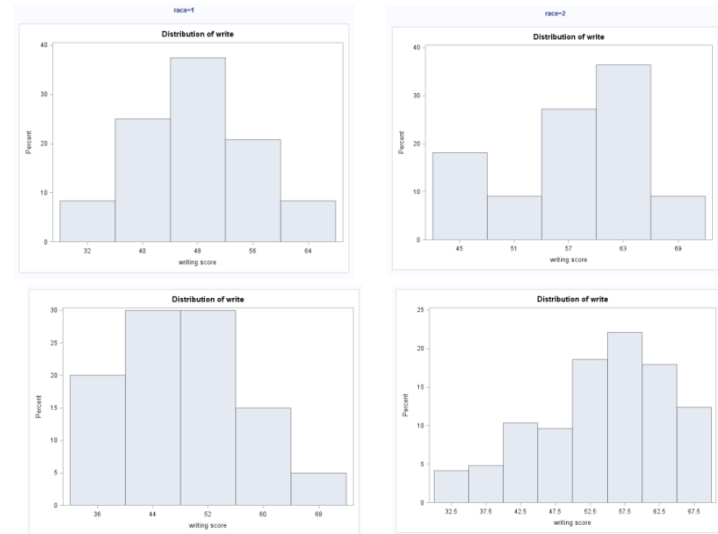 race=1
Distribution of write
40
30
20
10
0
Percent
32 40 48 56 64
writing score
race=2
Distribution of write
40
30
20
10
0
Percent
45 51 57 63 69
writing score
Distribution of write
30
25
20
15
10
5
0
Percent
36 44 52 60 68
writing score
Distribution of write
25
20
15
10
5
0
Percent
32.5 37.5 42.5 47.5 52.5 57.5 62.5 67.5
writing score